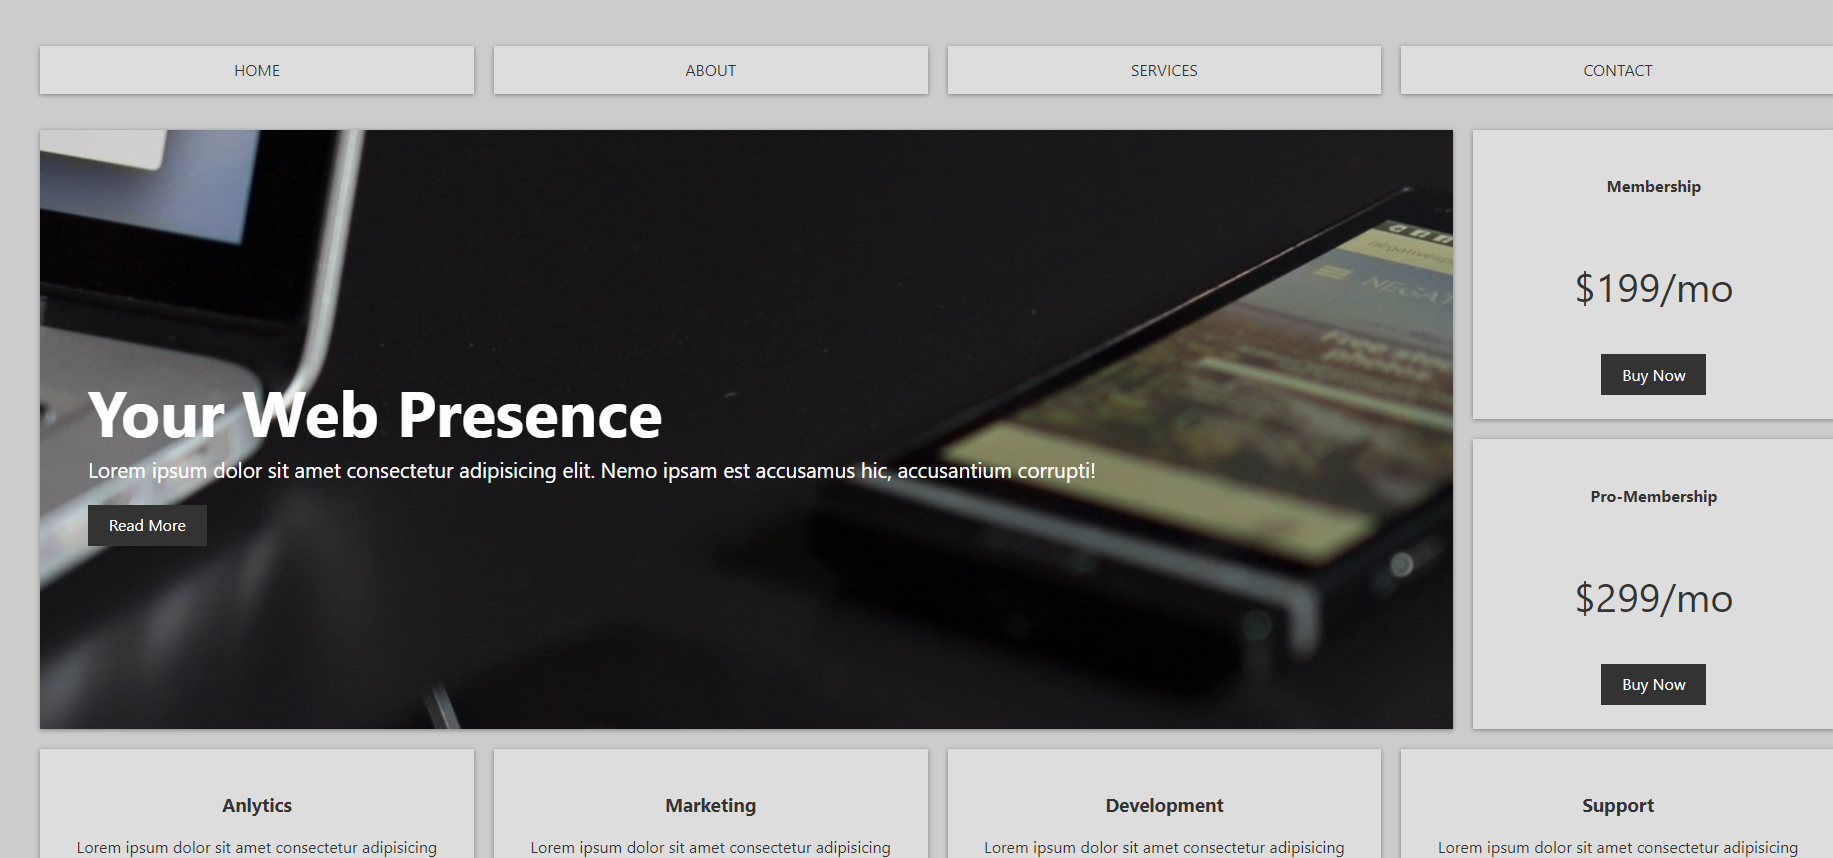 HOME
ABOUT
SERVICES
CONTACT
Your Web Presence
Lorem ipsum dolor sit amet consectetur adipisicing elit. Nemo ipsam est accusamus hic, accusantium corrupti!
Read More
Free stock
photos
Membership
$199/mo
Buy Now
Pro-Membership
$299/mo
Buy Now
Anlytics
Lorem ipsum dolor sit amet consectetur adipisicing
Marketing
Lorem ipsum dolor sit amet consectetur adipisicing
Development
Lorem ipsum dolor sit amet consectetur adipisicing
Support
Lorem ipsum dolor sit amet consectetur adipisicing